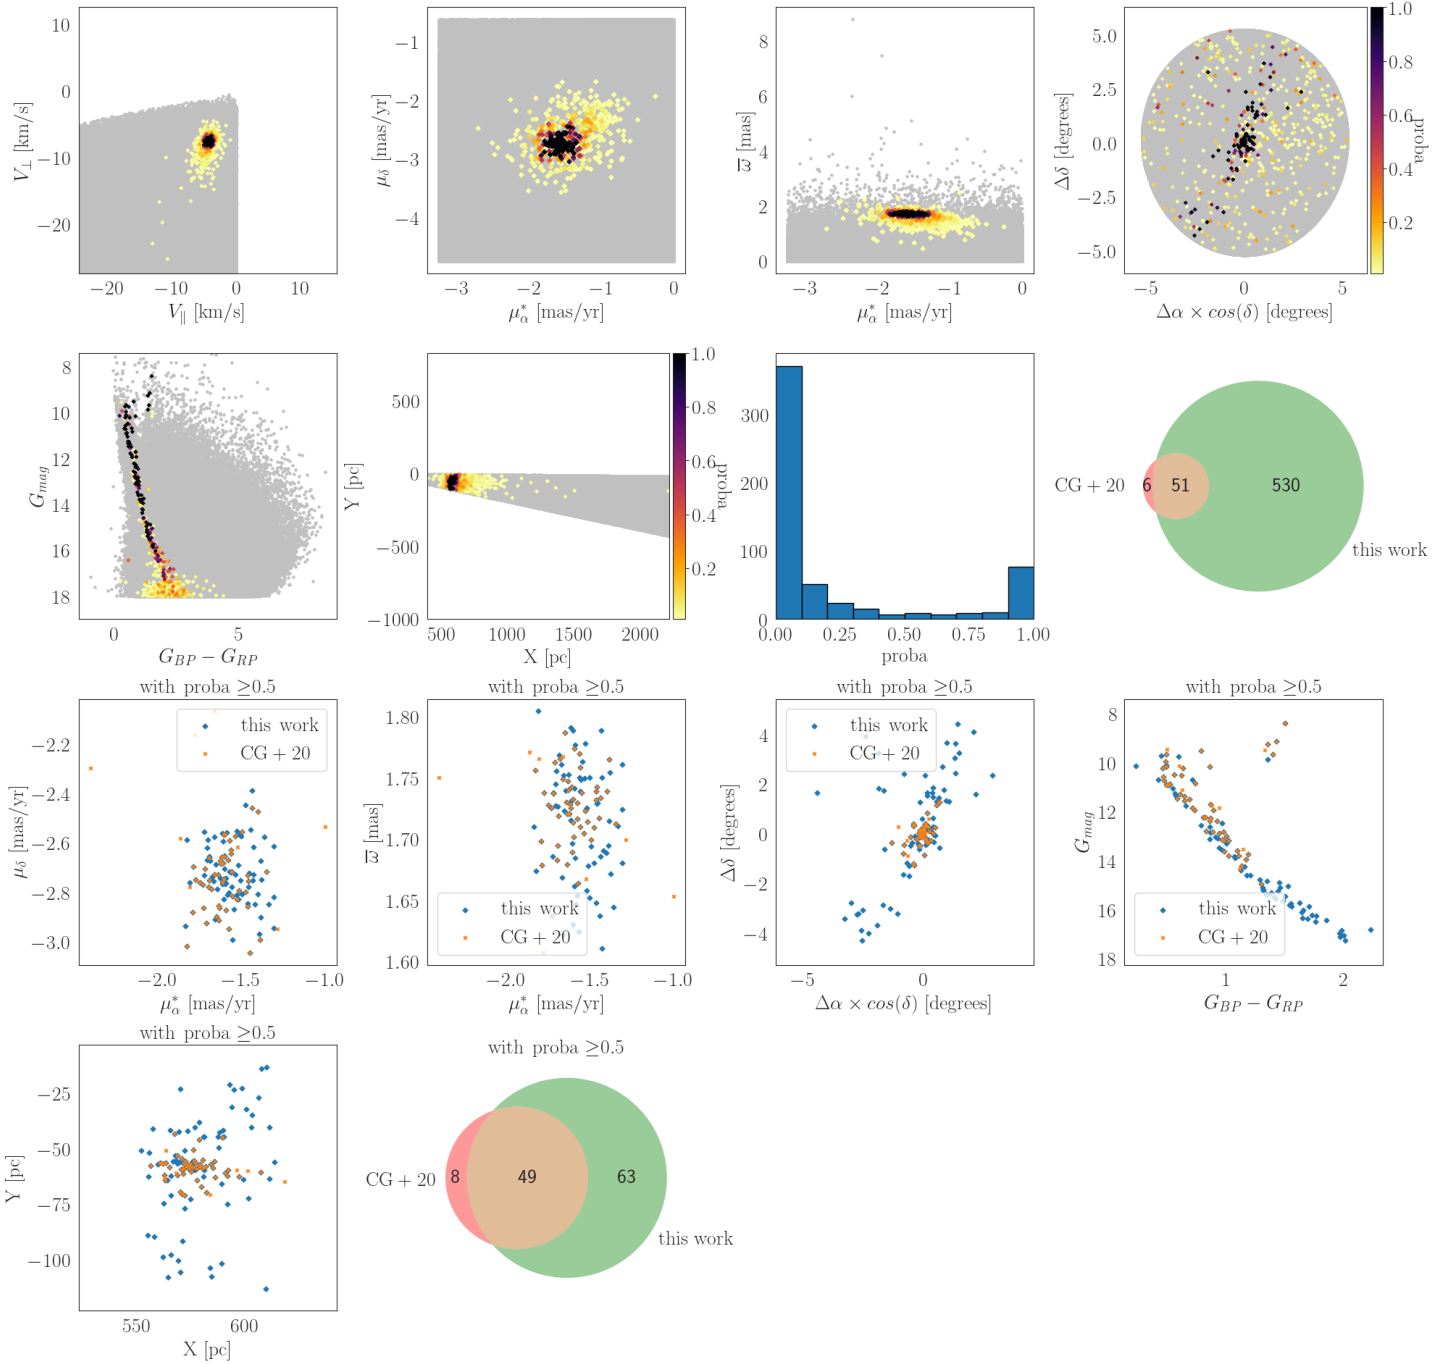 10
0
−10
−20
V⊥ [km/s]
−20
−10
0
10
V∥ [km/s]
−1
−2
−3
−4
μδ [mas/yr]
−3
−2
−1
0
μα* [mas/yr]
8
6
4
2
0
ϖ [mas]
−3
−2
−1
0
μα* [mas/yr]
5.0
2.5
0.0
−2.5
−5.0
Δδ [degrees]
−5
0
5
Δα × cos(δ) [degrees]
1.0
0.8
0.6
0.4
0.2
proba
8
10
12
14
16
18
Gmag
0
5
GBP − GRP
500
0
−500
−1000
Y [pc]
500
1000
1500
2000
X [pc]
1.0
0.8
0.6
0.4
0.2
proba
300
200
100
0
0.00
0.25
0.50
0.75
1.00
proba
CG + 20
6
51
530
this work
with proba ≥0.5
this work
CG + 20
−2.2
−2.4
−2.6
−2.8
−3.0
μδ [mas/yr]
−2.0
−1.5
−1.0
μα* [mas/yr]
with proba ≥0.5
1.80
1.75
1.70
1.65
1.60
ϖ [mas]
this work
CG + 20
−2.0
−1.5
−1.0
μα* [mas/yr]
with proba ≥0.5
this work
CG + 20
4
2
0
−2
−4
Δδ [degrees]
−5
0
Δα × cos(δ) [degrees]
with proba ≥0.5
8
10
12
14
16
18
Gmag
this work
CG + 20
1
2
GBP − GRP
with proba ≥0.5
−25
−50
−75
−100
Y [pc]
550
600
X [pc]
with proba ≥0.5
CG + 20
8
49
63
this work